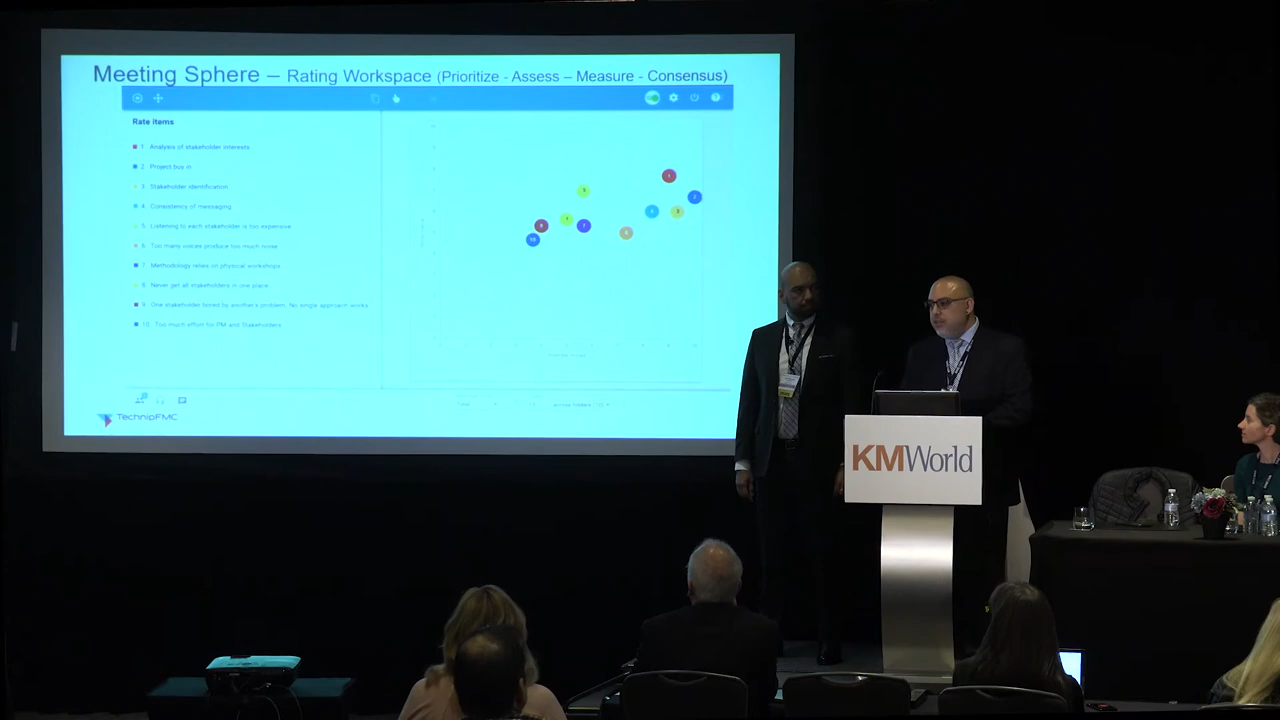 Meeting Sphere – Rating Workspace (Prioritize - Assess – Measure - Consensus)
Rate items
1. Analysis of stakeholder interests
2. Project buy in
3. Stakeholder identification
4. Consistency of messaging
5. Listening to each stakeholder is too expensive
6. Too many voices produce too much noise
7. Methodology relies on physical workshops
8. Never get all stakeholders in one place
9. One stakeholder bored by another's problem. No single approach works
10. Too much effort for PM and Stakeholders
10
TechnipFMC
KMWorld